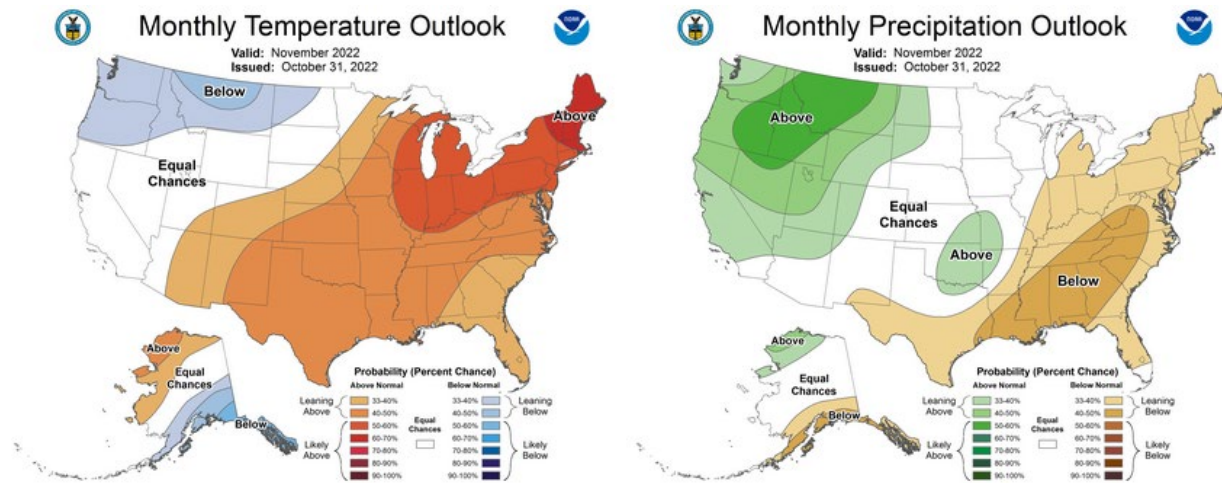 Monthly Temperature Outlook
Valid: November 2022
Issued: October 31, 2022
Below
Above
Equal
Chances
Above
Equal
Chances
Below
Probability (Percent Chance)
Above Normal
Below Normal
Leaning
Above
33-40%
40-50%
50-60%
60-70%
70-80%
80-90%
90-100%
Likely
Above
Equal
Chances
33-40%
40-50%
50-60%
60-70%
70-80%
80-90%
90-100%
Leaning
Below
Likely
Below
Monthly Precipitation Outlook
Valid: November 2022
Issued: October 31, 2022
Above
Equal
Chances
Above
Below
Above
Equal
Chances
Below
Probability (Percent Chance)
Above Normal
Below Normal
Leaning
Above
33-40%
40-50%
50-60%
60-70%
70-80%
80-90%
90-100%
Likely
Above
Equal
Chances
33-40%
40-50%
50-60%
60-70%
70-80%
80-90%
90-100%
Leaning
Below
Likely
Below